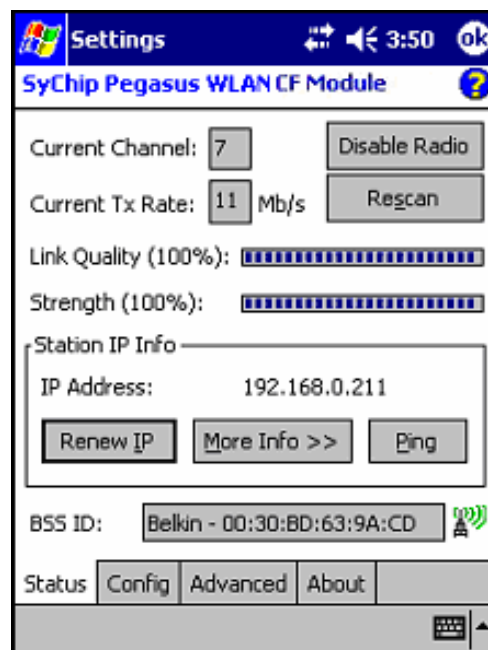 Settings 3:50 ok
SyChip Pegasus WLAN CF Module ?
Current Channel: 7 Disable Radio
Current Tx Rate: 11 Mb/s Rescan
Link Quality (100%):
Strength (100%):
Station IP Info
IP Address: 192.168.0.211
Renew IP More Info >> Ping
BSS ID: Belkin - 00:30:BD:63:9A:CD
Status Config Advanced About